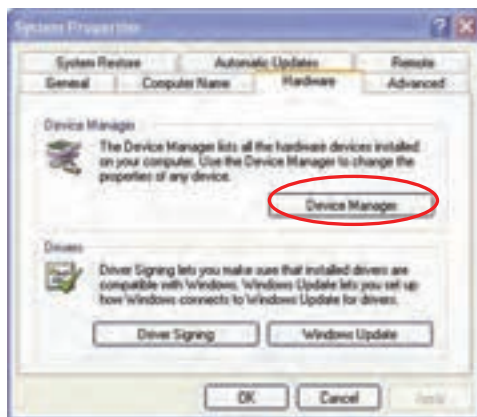 System Properties
System Restore Automatic Updates Remote
General Computer Name Hardware Advanced
Device Manager
The Device Manager lists all the hardware devices installed
on your computer. Use the Device Manager to change the
properties of any device.
Device Manager
Drivers
Driver Signing lets you make sure that installed drivers are
compatible with Windows. Windows Update lets you set up
how Windows connects to Windows Update for drivers.
Driver Signing Windows Update
OK Cancel Apply